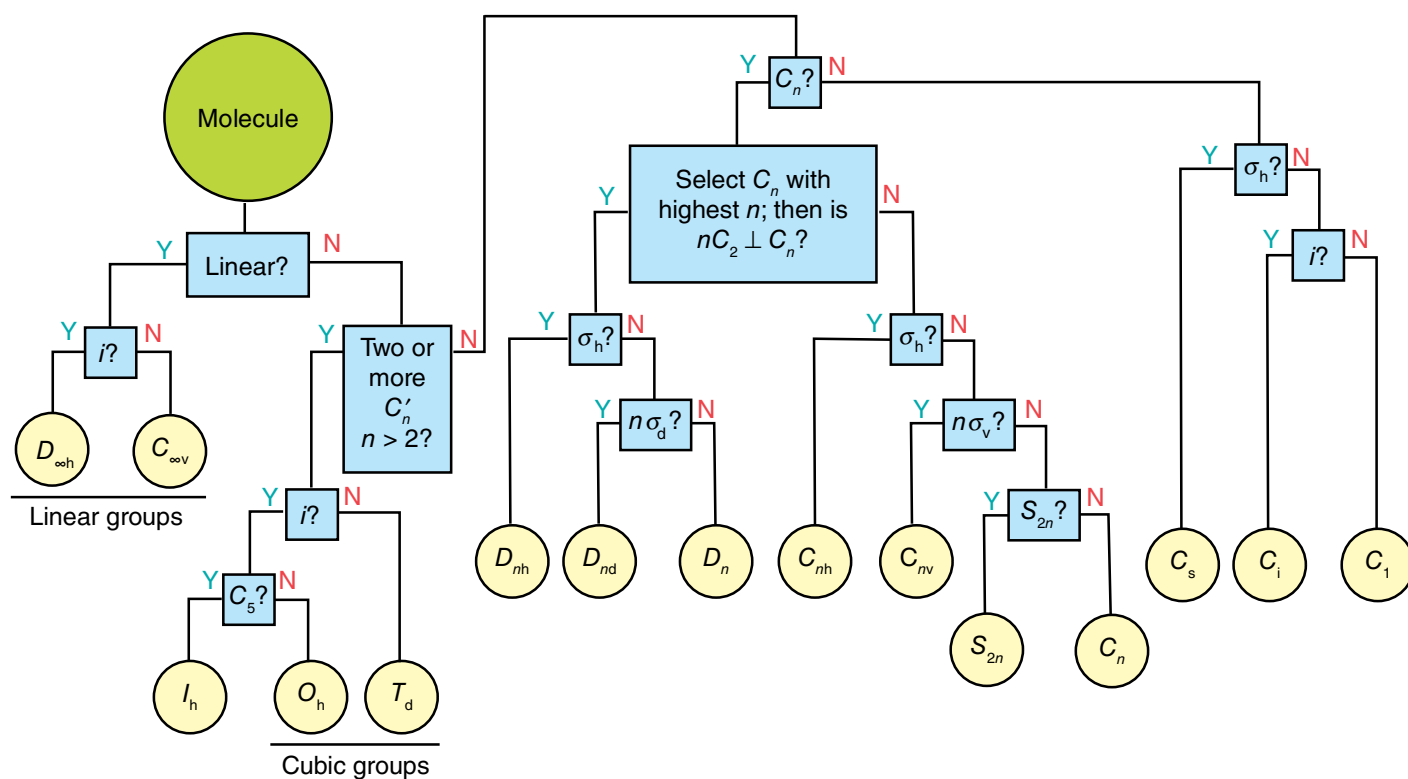 Molecule
Y
Linear?
N
Y
i?
N
D∞h
C∞v
Linear groups
Y
Two or
more
C′n
n > 2?
N
Y
i?
N
Y
C5?
N
Ih
Oh
Td
Cubic groups
Y
Cn?
N
Y
Select Cn with
highest n; then is
nC2 ⊥ Cn?
N
Y
σh?
N
Y
nσd?
N
Dnh
Dnd
Dn
Y
σh?
N
Y
nσv?
N
Y
S2n?
N
Cnh
Cnv
S2n
Cn
Y
σh?
N
Y
i?
N
Cs
Ci
C1